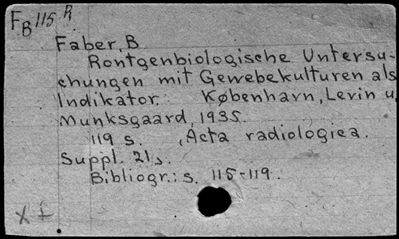 FB 115 R
Faber, B
Rontgenbiologische Untersu-
chungen mit Gewebekulturen als
Indikator. København, Levin u.
Munksgaard, 1935.
119 s. , Acta radiologica.
Suppl. 21,
Bibliogr.: s. 115-119.